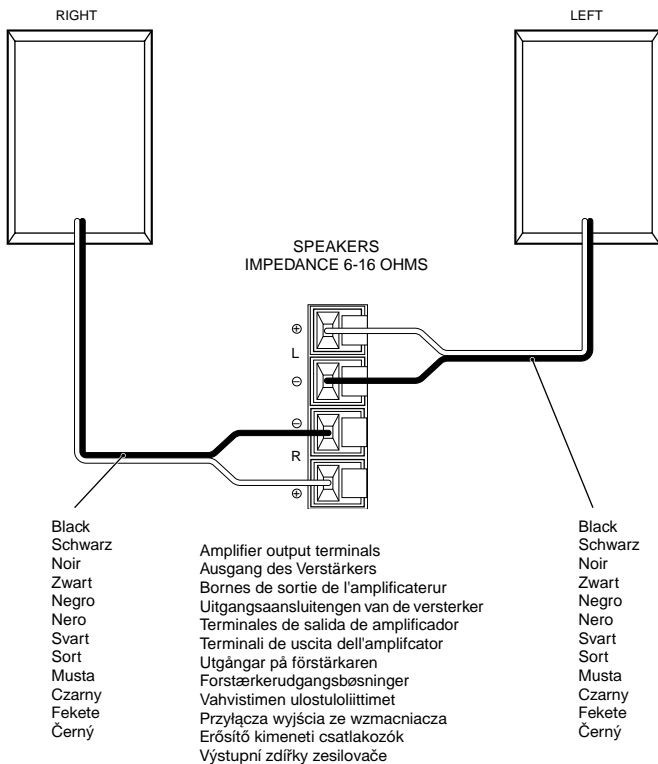 RIGHT
LEFT
SPEAKERS
IMPEDANCE 6-16 OHMS
⊕
L
⊖
⊖
R
⊕
Black
Schwarz
Noir
Zwart
Negro
Nero
Svart
Sort
Musta
Czarny
Fekete
Černý
Amplifier output terminals
Ausgang des Verstärkers
Bornes de sortie de l'amplificaterur
Uitgangsaansluitengen van de versterker
Terminales de salida de amplificador
Terminali di uscita dell'amplifcator
Utgångar på förstärkaren
Forstærkerudgangsbøsninger
Vahvistimen ulostuloliittimet
Przyłącza wyjścia ze wzmacniacza
Erősítő kimeneti csatlakozók
Výstupní zdířky zesilovače
Black
Schwarz
Noir
Zwart
Negro
Nero
Svart
Sort
Musta
Czarny
Fekete
Černý